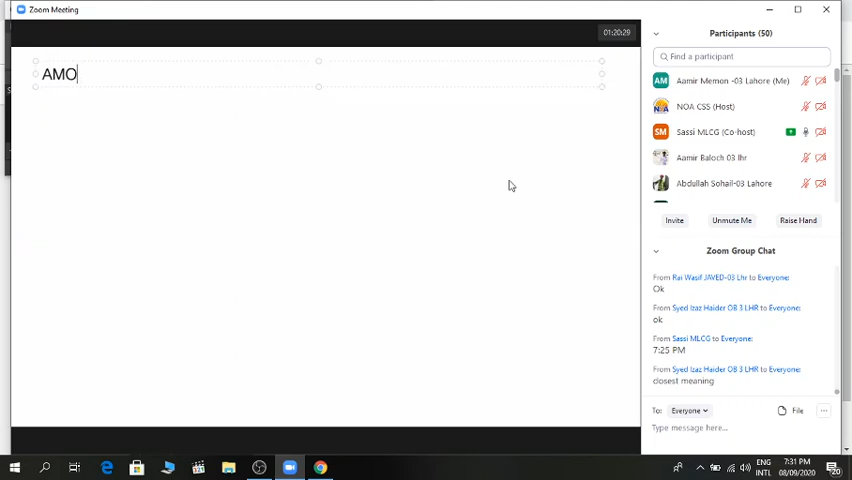 Zoom Meeting
01:20:29
AMO
Participants (50)
Find a participant
AM Aamir Memon -03 Lahore (Me)
NOA NOA CSS (Host)
SM Sassi MLCG (Co-host)
Aamir Baloch 03 lhr
Abdullah Sohail-03 Lahore
Invite Unmute Me Raise Hand
Zoom Group Chat
From Rai Wasif JAVED-03 Lhr to Everyone:
Ok
From Syed Izaz Haider OB 3 LHR to Everyone:
ok
From Sassi MLCG to Everyone:
7:25 PM
From Syed Izaz Haider OB 3 LHR to Everyone:
closest meaning
To: Everyone File ...
Type message here...
ENG 7:31 PM
INTL 08/09/2020
20